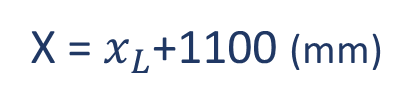 X = x_L+1100 (mm)